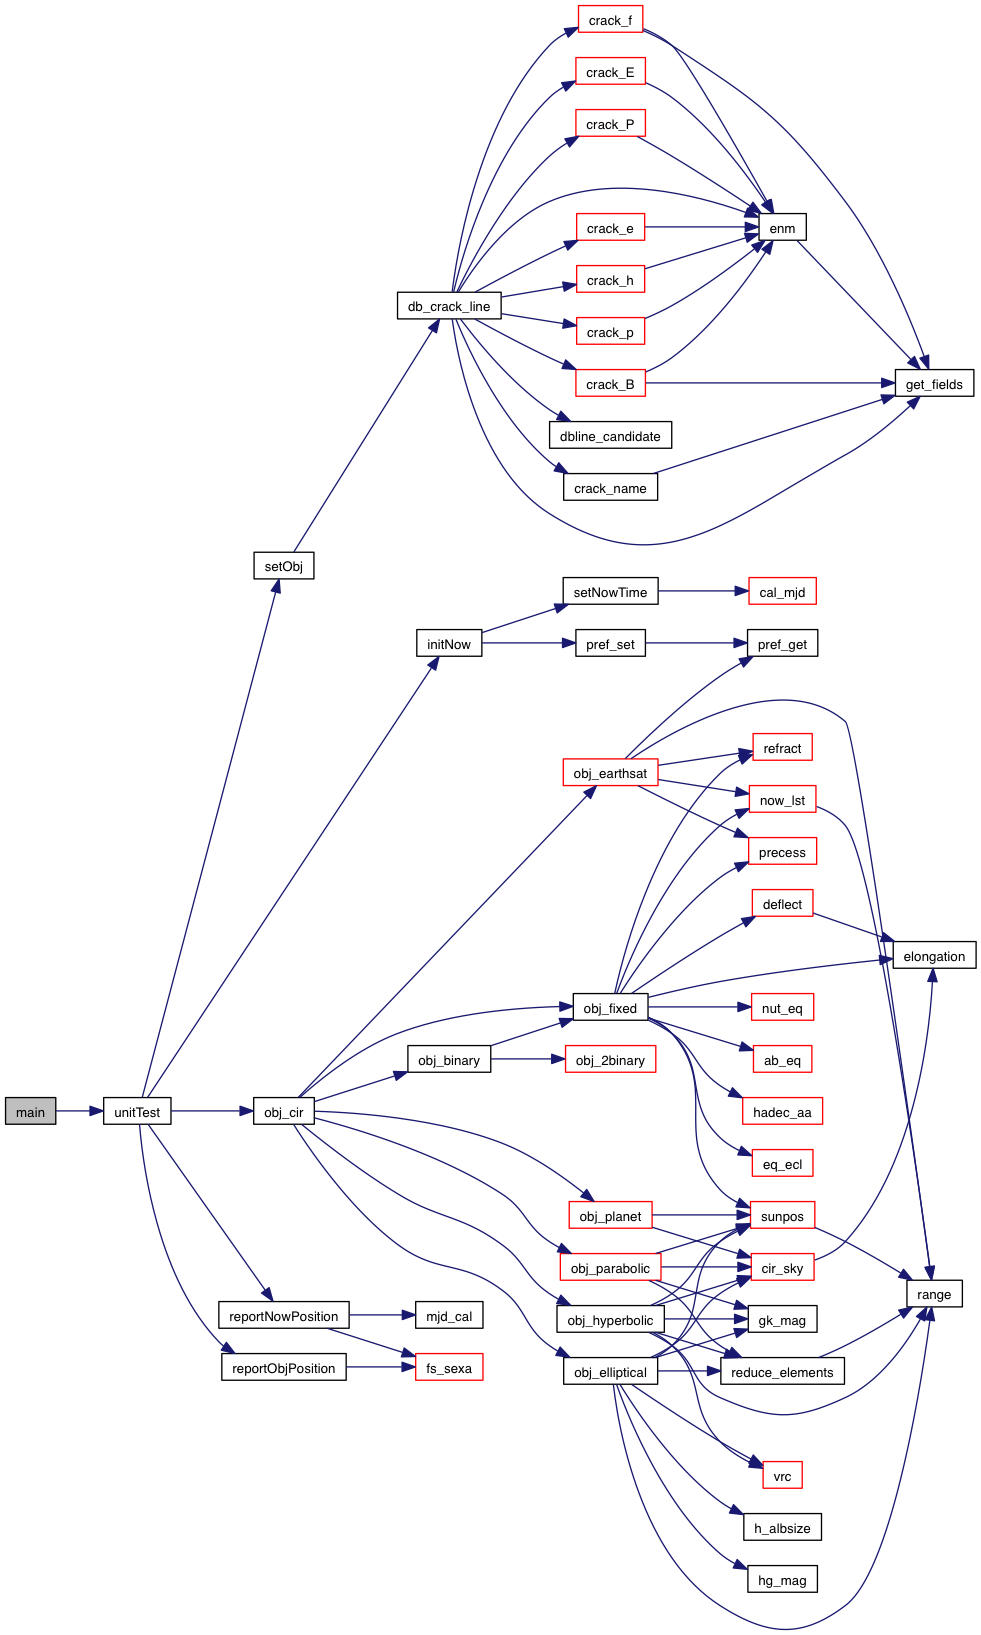 crack_f
crack_E
crack_P
enm
crack_e
crack_h
db_crack_line
crack_p
crack_B
get_fields
dbline_candidate
crack_name
setObj
setNowTime
cal_mjd
initNow
pref_set
pref_get
refract
obj_earthsat
now_lst
precess
deflect
elongation
obj_fixed
nut_eq
obj_binary
obj_2binary
ab_eq
main
unitTest
obj_cir
hadec_aa
eq_ecl
obj_planet
sunpos
obj_parabolic
cir_sky
range
reportNowPosition
mjd_cal
obj_hyperbolic
gk_mag
reportObjPosition
fs_sexa
obj_elliptical
reduce_elements
vrc
h_albsize
hg_mag